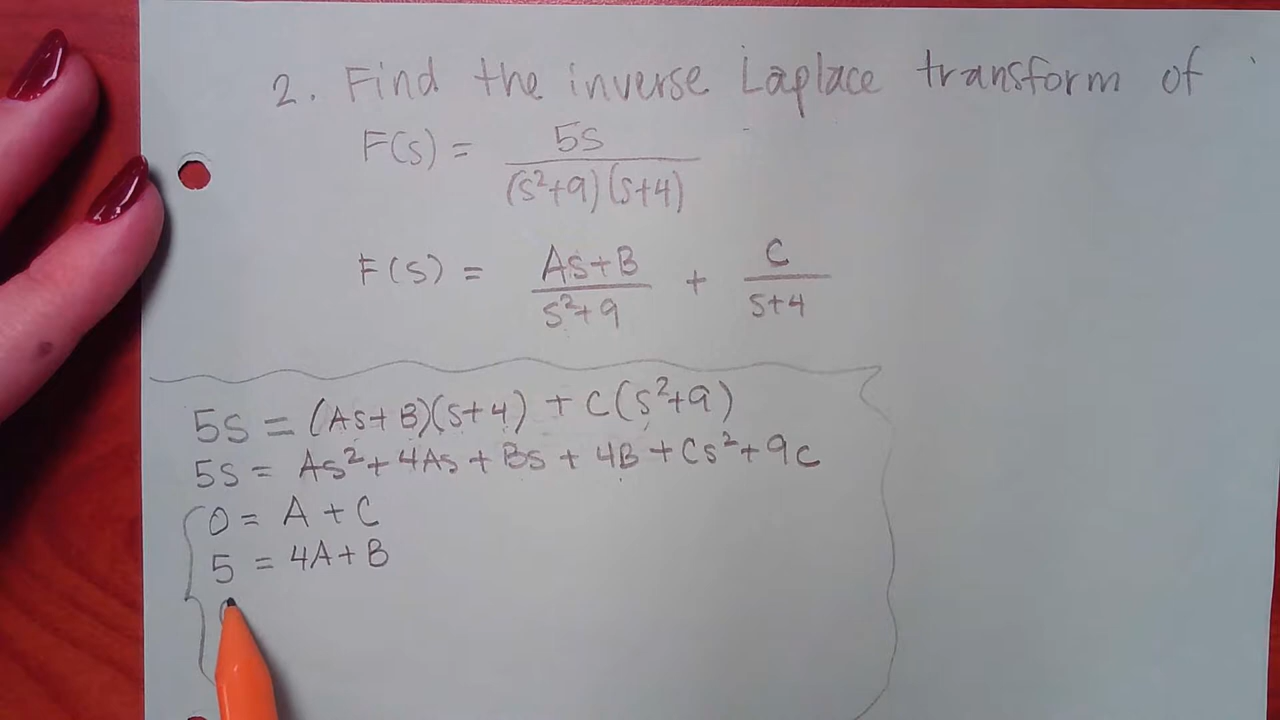 2. Find the inverse Laplace transform of
F(s) = 5s / (s²+9)(s+4)
F(s) = As+B / s²+9 + C / s+4
5s = (As+B)(s+4) + C(s²+9)
5s = As² + 4As + Bs + 4B + Cs² + 9C
0 = A + C
5 = 4A + B